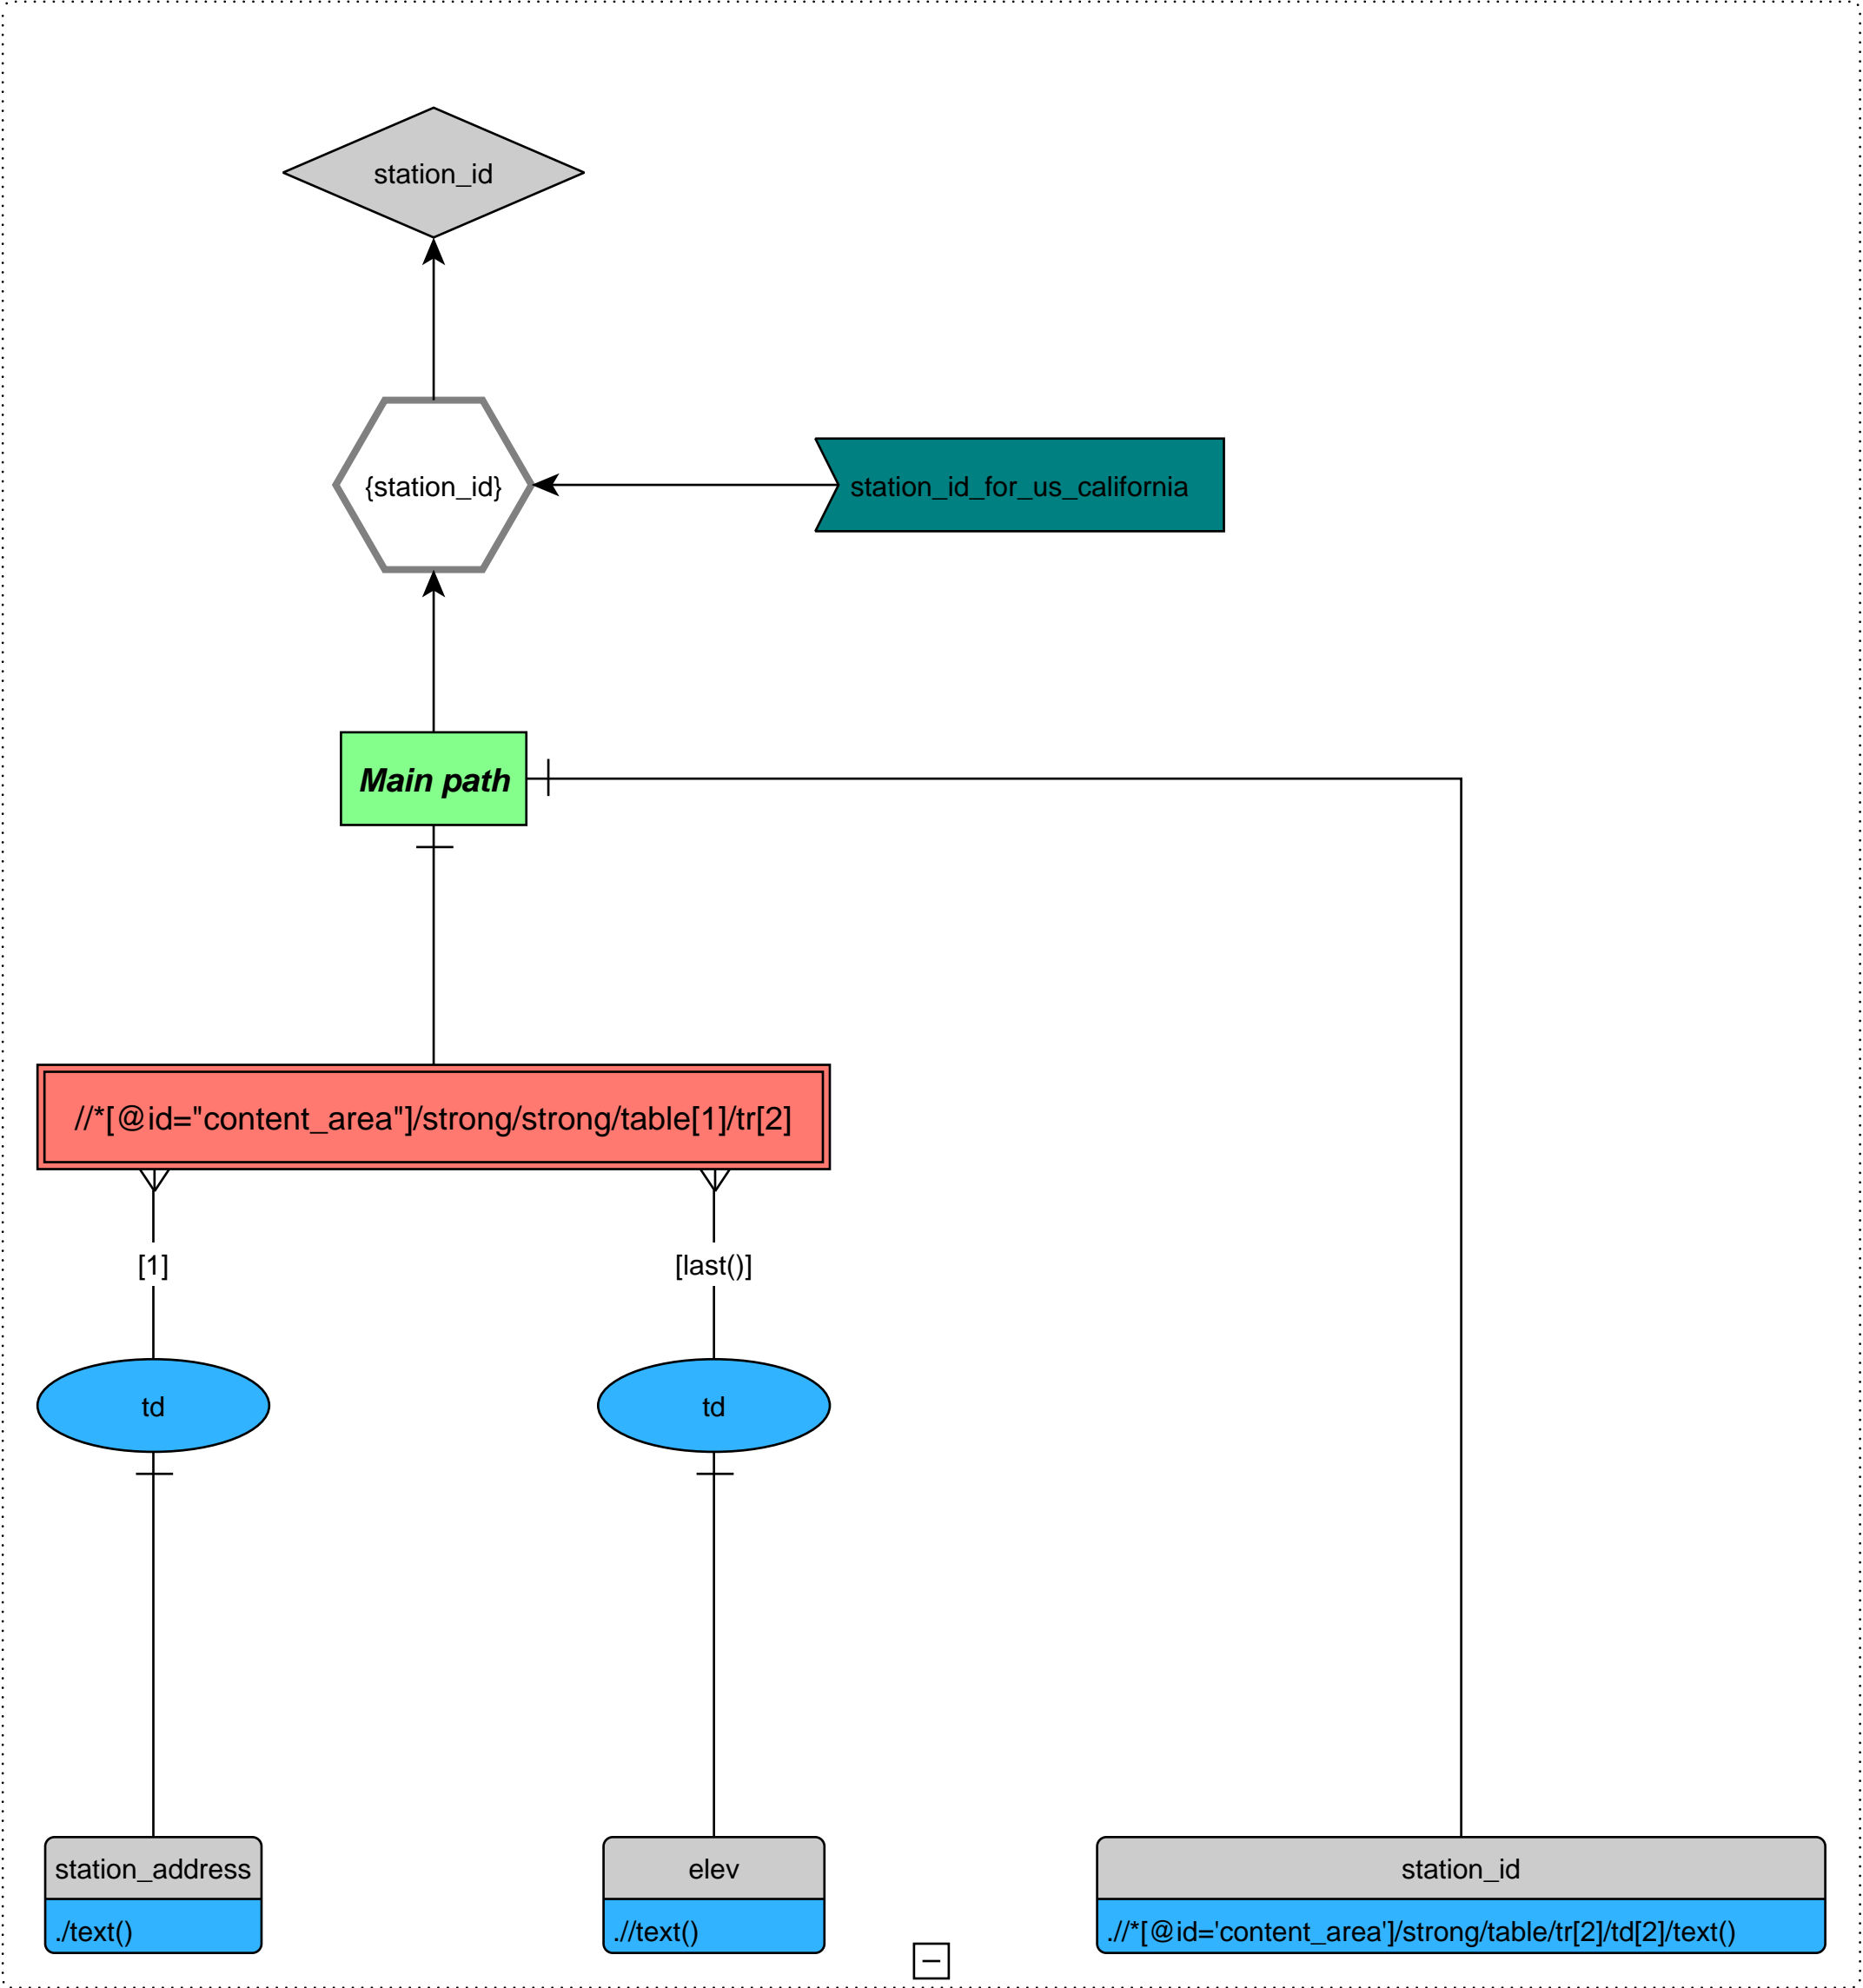 station_id
{station_id}
station_id_for_us_california
Main path
//*[@id="content_area"]/strong/strong/table[1]/tr[2]
[1]
[last()]
td
td
station_address
./text()
elev
.//text()
station_id
.//*[@id='content_area']/strong/table/tr[2]/td[2]/text()